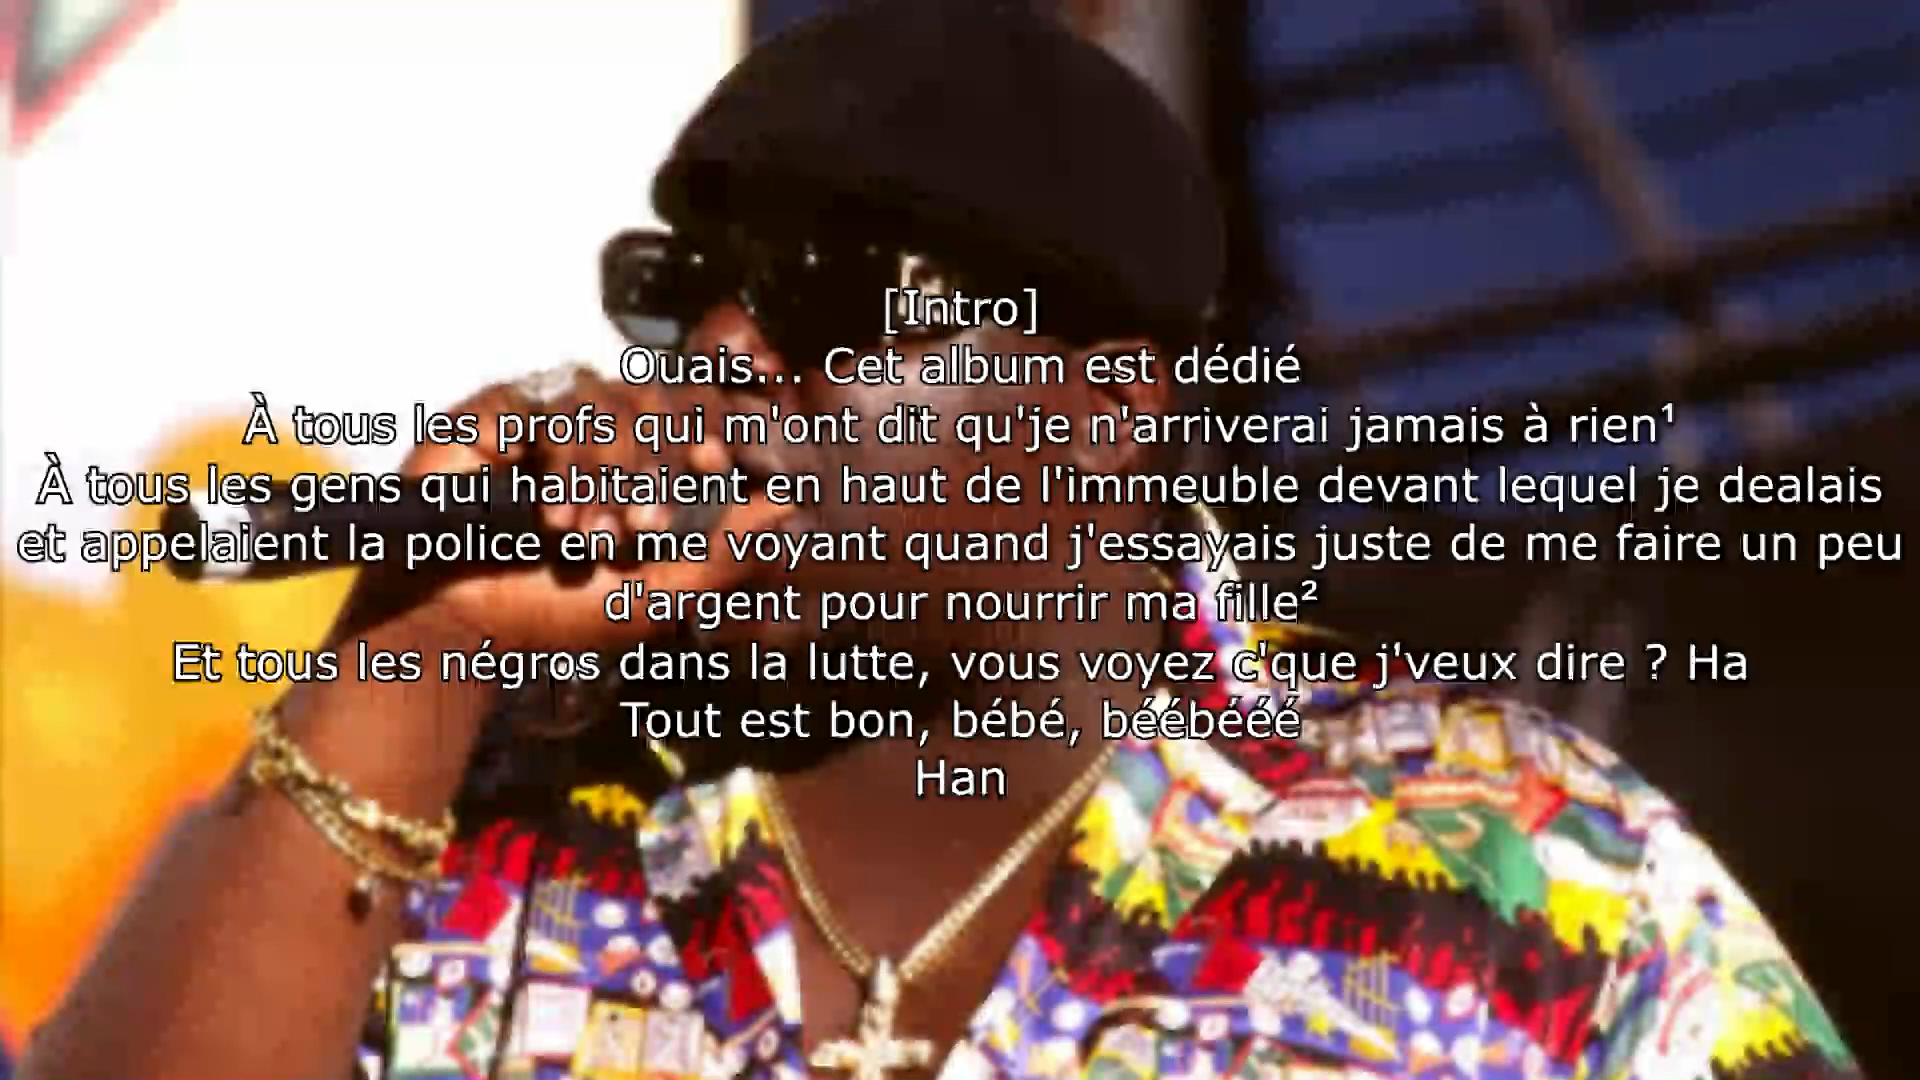 [Intro]
Ouais... Cet album est dédié
À tous les profs qui m'ont dit qu'je n'arriverai jamais à rien¹
À tous les gens qui habitaient en haut de l'immeuble devant lequel je dealais
et appelaient la police en me voyant quand j'essayais juste de me faire un peu
d'argent pour nourrir ma fille²
Et tous les négros dans la lutte, vous voyez c'que j'veux dire ? Ha
Tout est bon, bébé, béébééé
Han